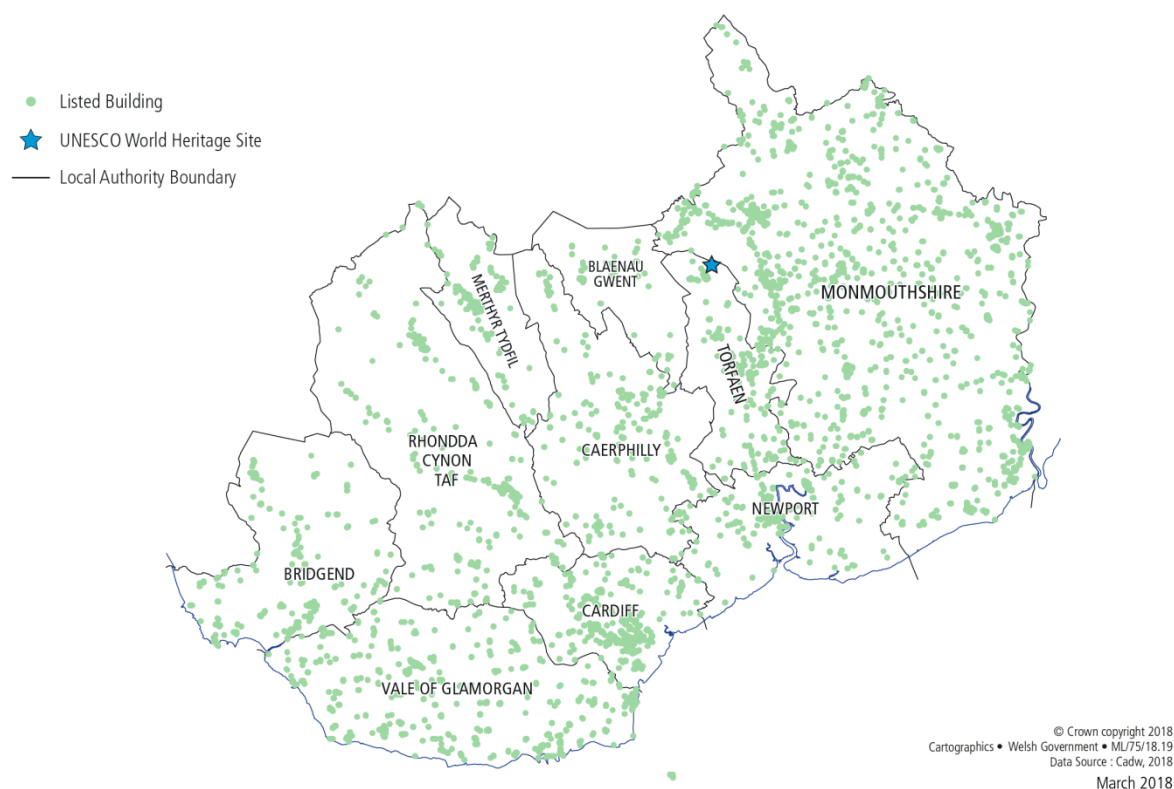 Listed Building
UNESCO World Heritage Site
Local Authority Boundary
BLAENAU
GWENT
MERTHYR TYDFIL
MONMOUTHSHIRE
TORFAEN
RHONDDA
CYNON
TAF
CAERPHILLY
NEWPORT
BRIDGEND
CARDIFF
VALE OF GLAMORGAN
© Crown copyright 2018
Cartographics • Welsh Government • ML/75/18.19
Data Source : Cadw, 2018
March 2018